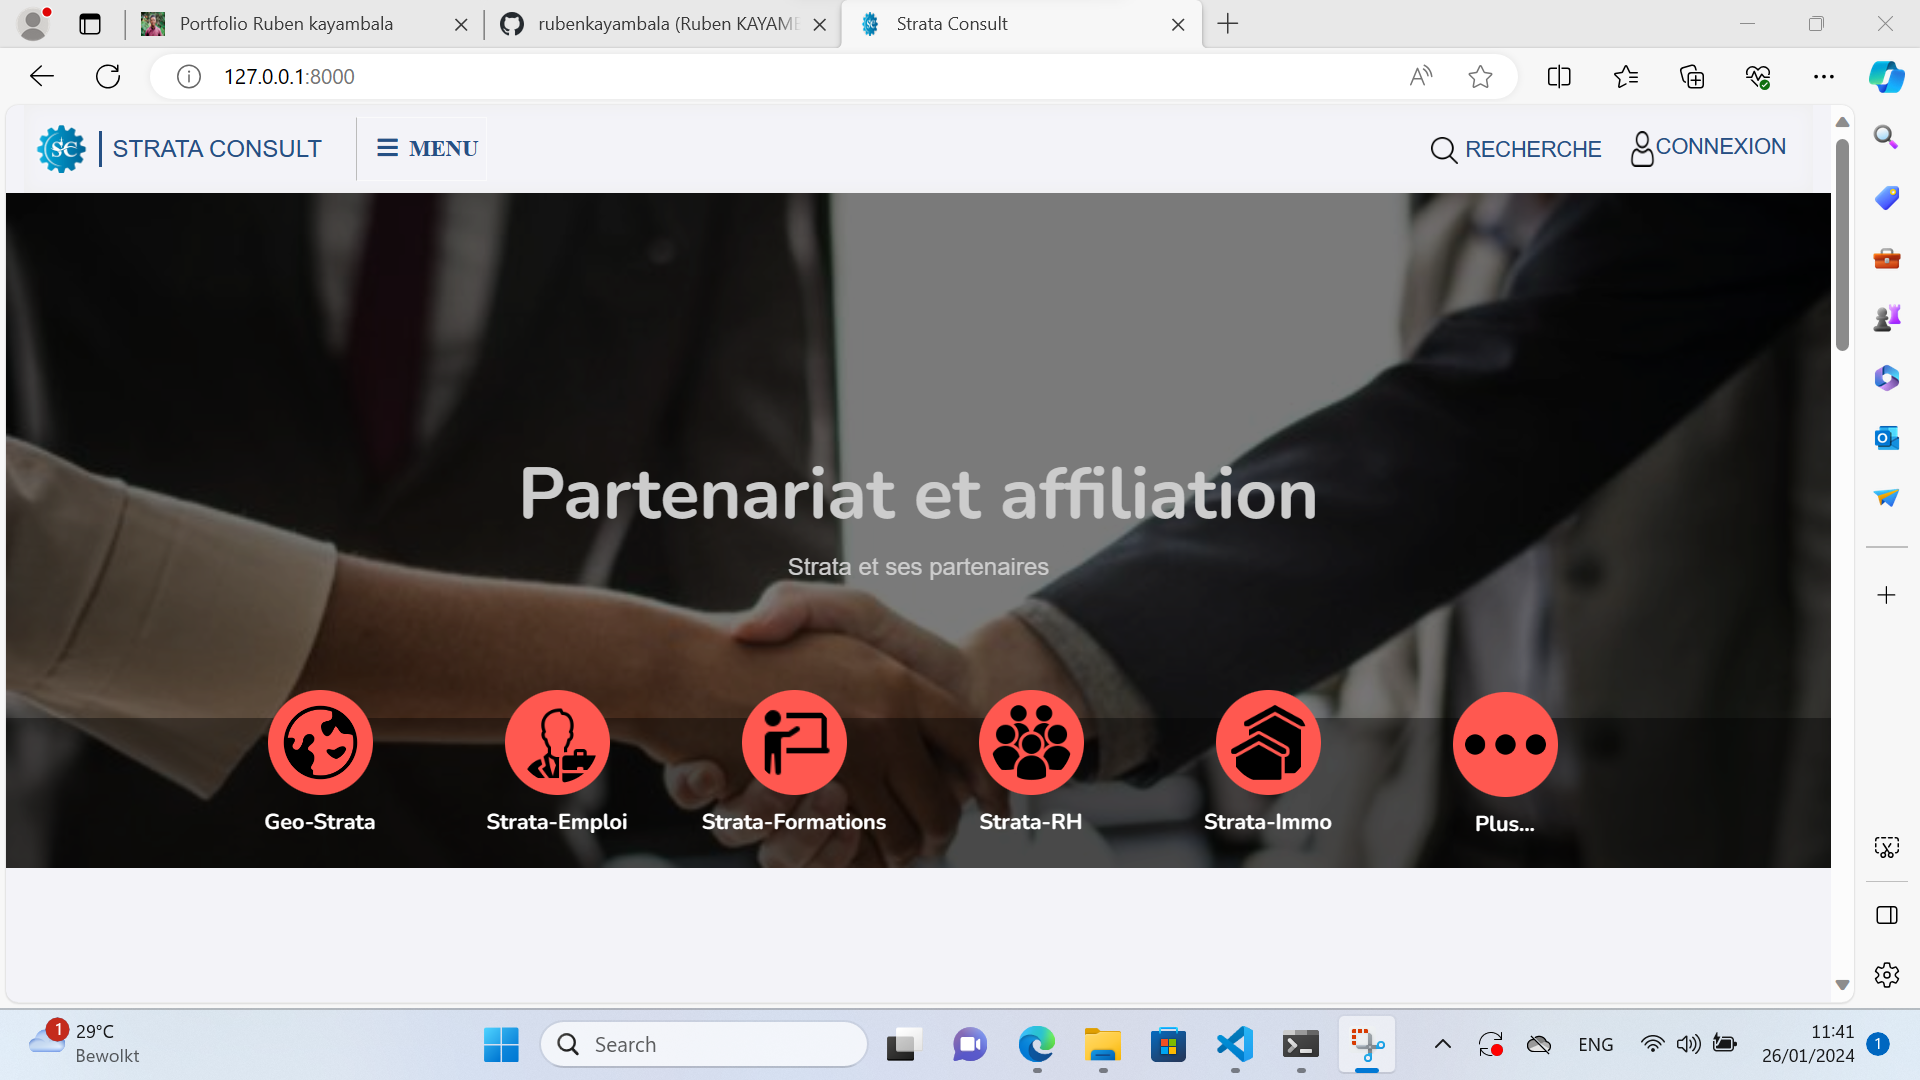 Portfolio Ruben kayambala
rubenkayambala (Ruben KAYAME
Strata Consult
127.0.0.1:8000
SC
STRATA CONSULT
MENU
RECHERCHE
CONNEXION
Partenariat et affiliation
Strata et ses partenaires
Geo-Strata
Strata-Emploi
Strata-Formations
Strata-RH
Strata-Immo
Plus...
1
29°C
Bewolkt
Search
ENG
11:41
26/01/2024
1